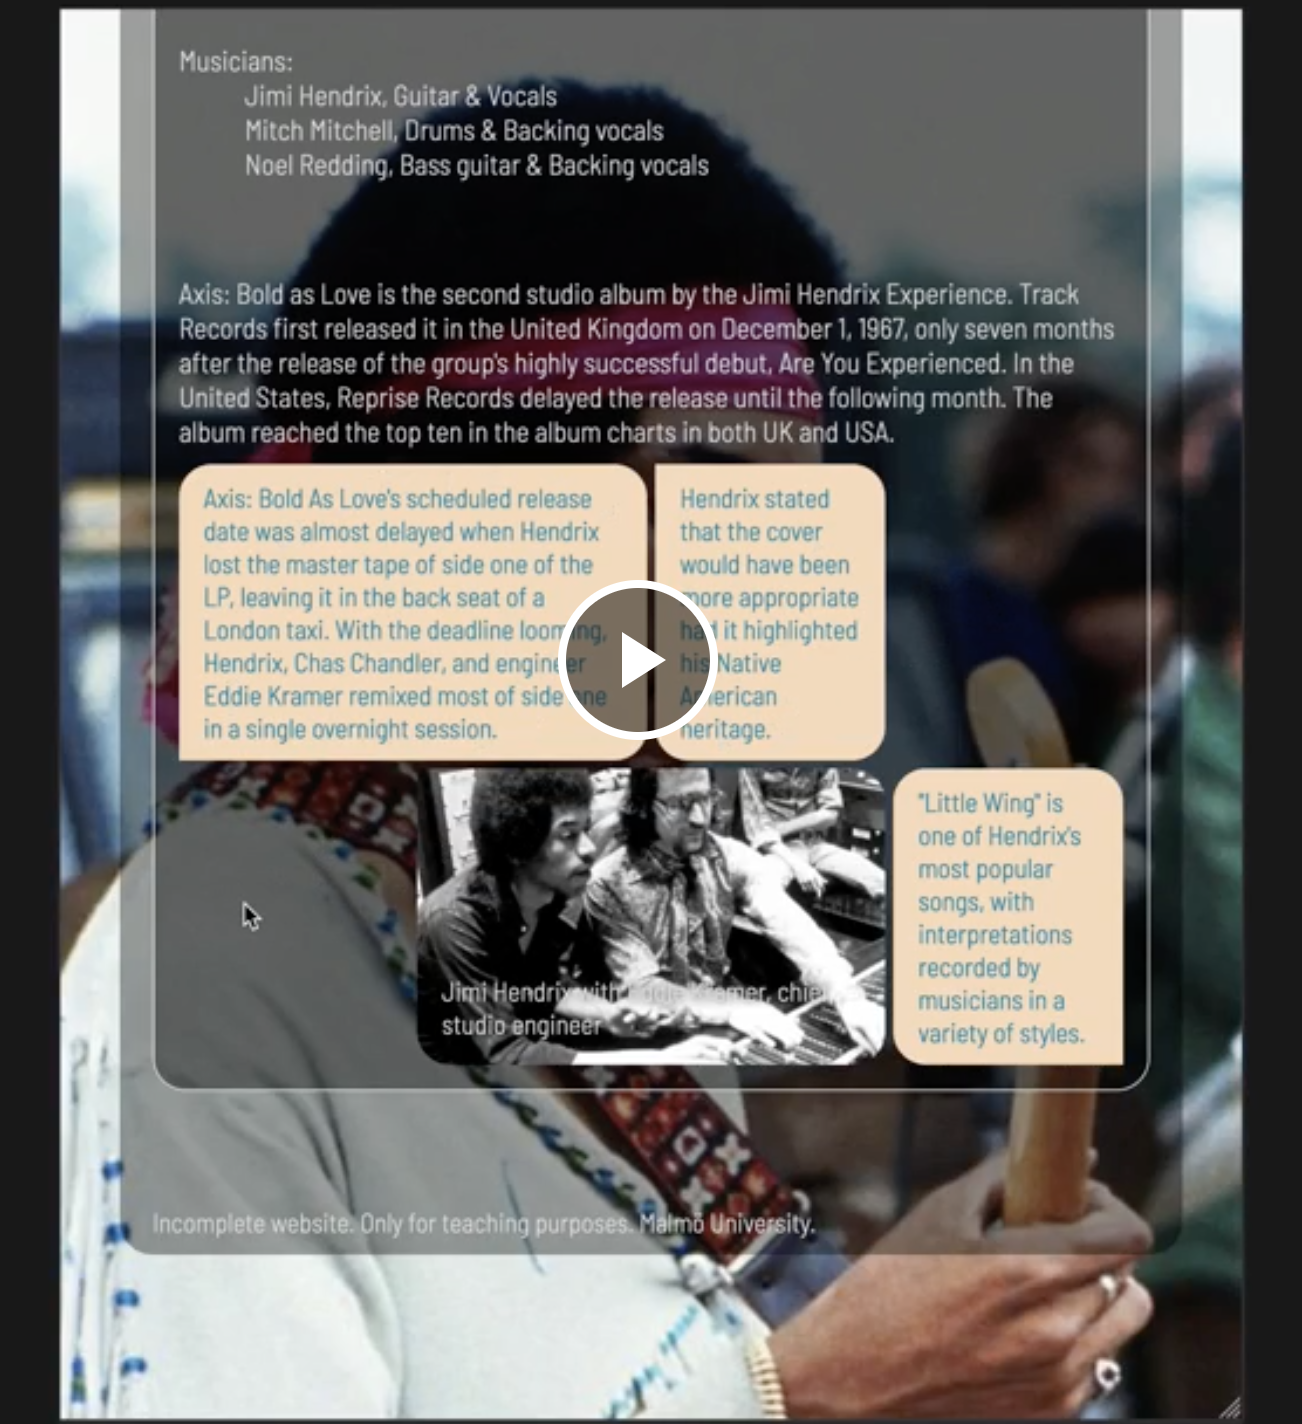 Musicians:
Jimi Hendrix, Guitar & Vocals
Mitch Mitchell, Drums & Backing vocals
Noel Redding, Bass guitar & Backing vocals
Axis: Bold as Love is the second studio album by the Jimi Hendrix Experience. Track
Records first released it in the United Kingdom on December 1, 1967, only seven months
after the release of the group's highly successful debut, Are You Experienced. In the
United States, Reprise Records delayed the release until the following month. The
album reached the top ten in the album charts in both UK and USA.
Axis: Bold As Love's scheduled release
date was almost delayed when Hendrix
lost the master tape of side one of the
LP, leaving it in the back seat of a
London taxi. With the deadline looming,
Hendrix, Chas Chandler, and engineer
Eddie Kramer remixed most of side one
in a single overnight session.
Hendrix stated
that the cover
would have been
more appropriate
had it highlighted
his Native
American
heritage.
Jimi Hendrix with Eddie Kramer, chief
studio engineer
"Little Wing" is
one of Hendrix's
most popular
songs, with
interpretations
recorded by
musicians in a
variety of styles.
Incomplete website. Only for teaching purposes. Malmö University.